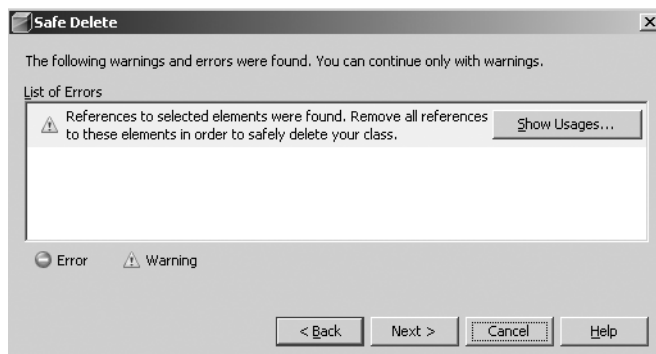 Safe Delete
The following warnings and errors were found. You can continue only with warnings.
List of Errors
References to selected elements were found. Remove all references
to these elements in order to safely delete your class.
Show Usages...
Error Warning
< Back Next > Cancel Help